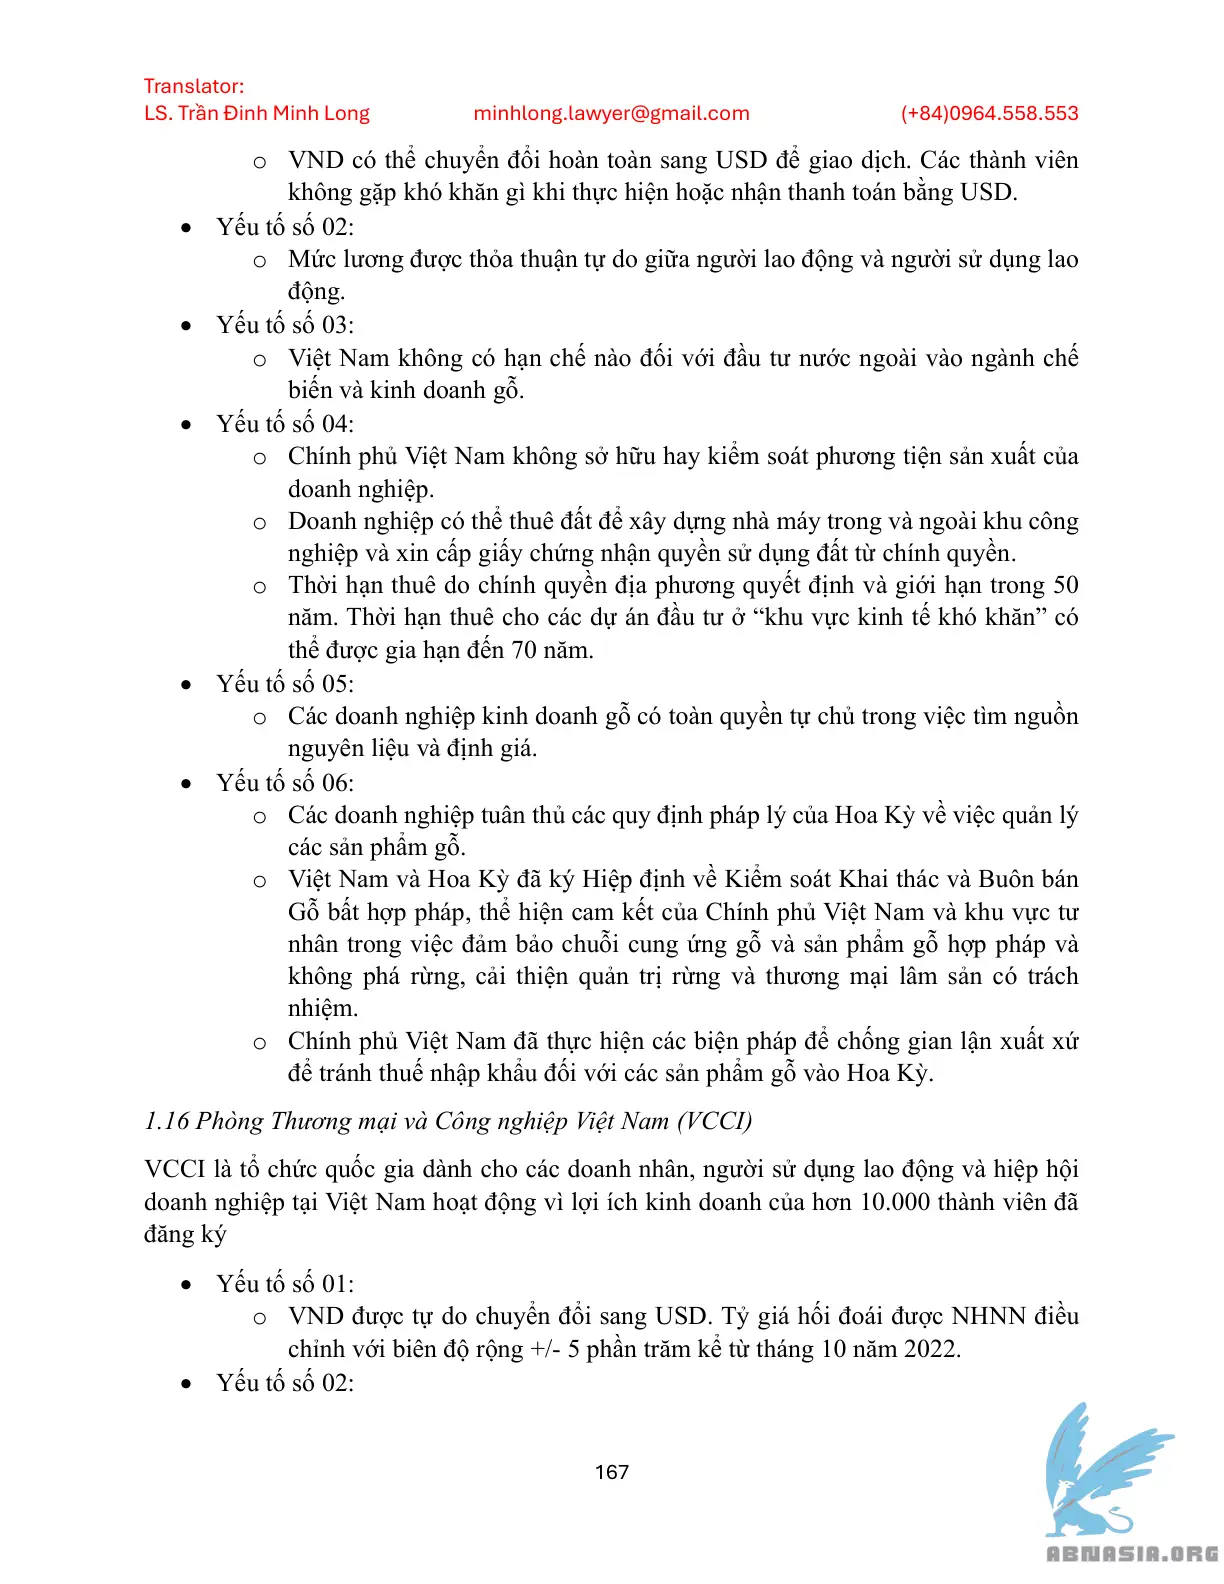 Translator:
LS. Trần Đinh Minh Long minhlong.lawyer@gmail.com (+84)0964.558.553
o VND có thể chuyển đổi hoàn toàn sang USD để giao dịch. Các thành viên
không gặp khó khăn gì khi thực hiện hoặc nhận thanh toán bằng USD.
• Yếu tố số 02:
o Mức lương được thỏa thuận tự do giữa người lao động và người sử dụng lao
động.
• Yếu tố số 03:
o Việt Nam không có hạn chế nào đối với đầu tư nước ngoài vào ngành chế
biến và kinh doanh gỗ.
• Yếu tố số 04:
o Chính phủ Việt Nam không sở hữu hay kiểm soát phương tiện sản xuất của
doanh nghiệp.
o Doanh nghiệp có thể thuê đất để xây dựng nhà máy trong và ngoài khu công
nghiệp và xin cấp giấy chứng nhận quyền sử dụng đất từ chính quyền.
o Thời hạn thuê do chính quyền địa phương quyết định và giới hạn trong 50
năm. Thời hạn thuê cho các dự án đầu tư ở “khu vực kinh tế khó khăn” có
thể được gia hạn đến 70 năm.
• Yếu tố số 05:
o Các doanh nghiệp kinh doanh gỗ có toàn quyền tự chủ trong việc tìm nguồn
nguyên liệu và định giá.
• Yếu tố số 06:
o Các doanh nghiệp tuân thủ các quy định pháp lý của Hoa Kỳ về việc quản lý
các sản phẩm gỗ.
o Việt Nam và Hoa Kỳ đã ký Hiệp định về Kiểm soát Khai thác và Buôn bán
Gỗ bất hợp pháp, thể hiện cam kết của Chính phủ Việt Nam và khu vực tư
nhân trong việc đảm bảo chuỗi cung ứng gỗ và sản phẩm gỗ hợp pháp và
không phá rừng, cải thiện quản trị rừng và thương mại lâm sản có trách
nhiệm.
o Chính phủ Việt Nam đã thực hiện các biện pháp để chống gian lận xuất xứ
để tránh thuế nhập khẩu đối với các sản phẩm gỗ vào Hoa Kỳ.
1.16 Phòng Thương mại và Công nghiệp Việt Nam (VCCI)
VCCI là tổ chức quốc gia dành cho các doanh nhân, người sử dụng lao động và hiệp hội
doanh nghiệp tại Việt Nam hoạt động vì lợi ích kinh doanh của hơn 10.000 thành viên đã
đăng ký
• Yếu tố số 01:
o VND được tự do chuyển đổi sang USD. Tỷ giá hối đoái được NHNN điều
chỉnh với biên độ rộng +/- 5 phần trăm kể từ tháng 10 năm 2022.
• Yếu tố số 02:
167
ABNASIA.ORG